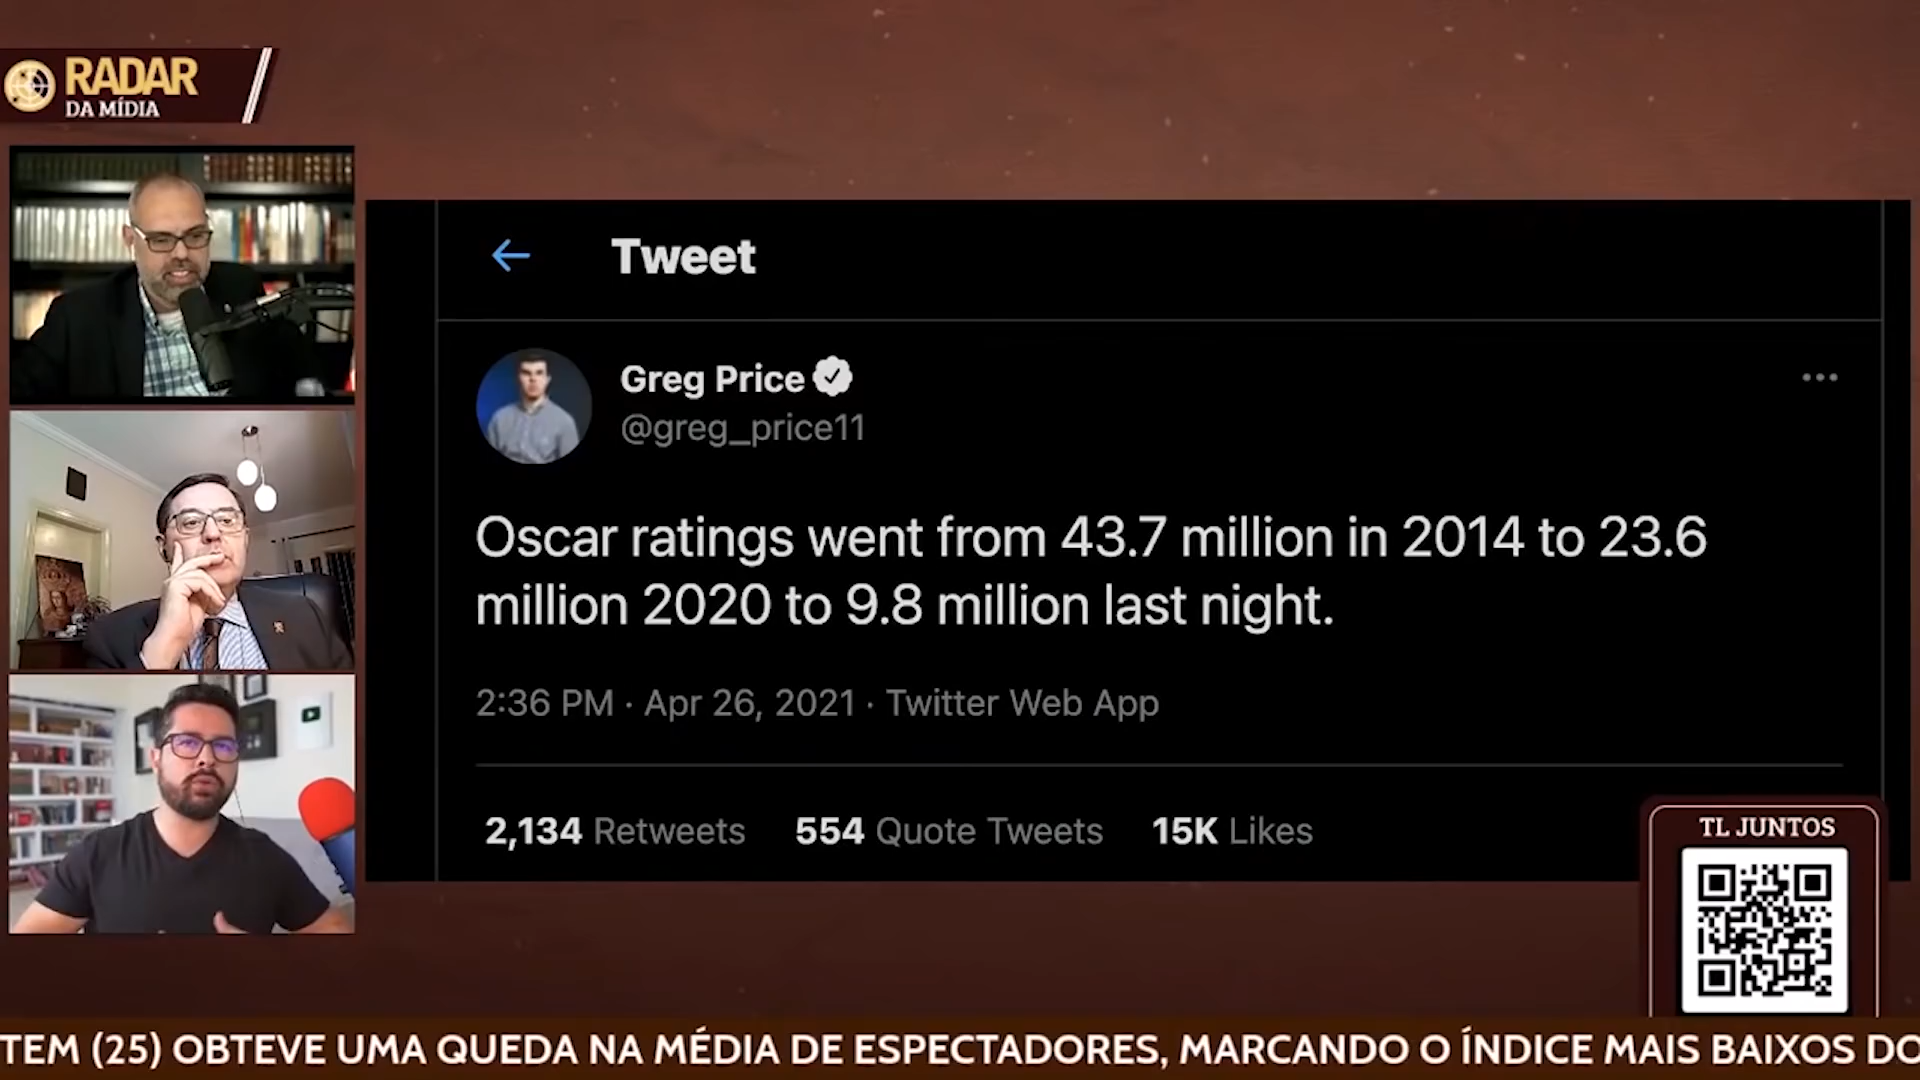 RADAR
DA MÍDIA
Tweet
Greg Price
@greg_price11
Oscar ratings went from 43.7 million in 2014 to 23.6
million 2020 to 9.8 million last night.
2:36 PM · Apr 26, 2021 · Twitter Web App
2,134 Retweets 554 Quote Tweets 15K Likes
TL JUNTOS
TEM (25) OBTEVE UMA QUEDA NA MÉDIA DE ESPECTADORES, MARCANDO O ÍNDICE MAIS BAIXOS DO